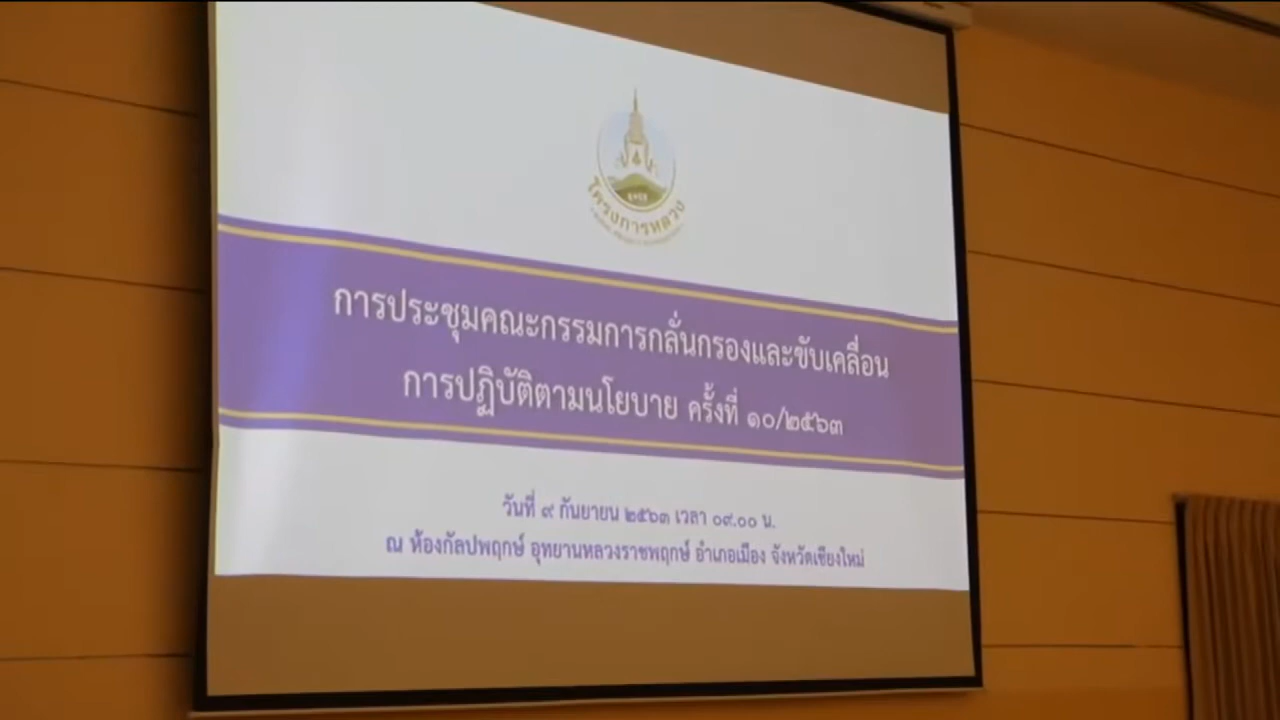 โครงการหลวง
การประชุมคณะกรรมการกลั่นกรองและขับเคลื่อน
การปฏิบัติตามนโยบาย ครั้งที่ ๑๐/๒๕๖๓
วันที่ ๙ กันยายน ๒๕๖๓ เวลา ๐๙.๐๐ น.
ณ ห้องกัลปพฤกษ์ อุทยานหลวงราชพฤกษ์ อำเภอเมือง จังหวัดเชียงใหม่